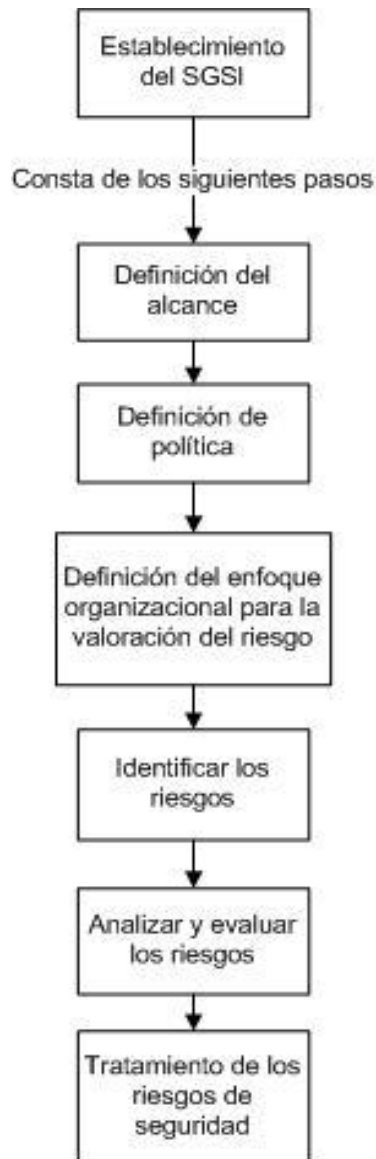 Establecimiento
del SGSI
Consta de los siguientes pasos
Definición del
alcance
Definición de
política
Definición del enfoque
organizacional para la
valoración del riesgo
Identificar los
riesgos
Analizar y evaluar
los riesgos
Tratamiento de los
riesgos de
seguridad